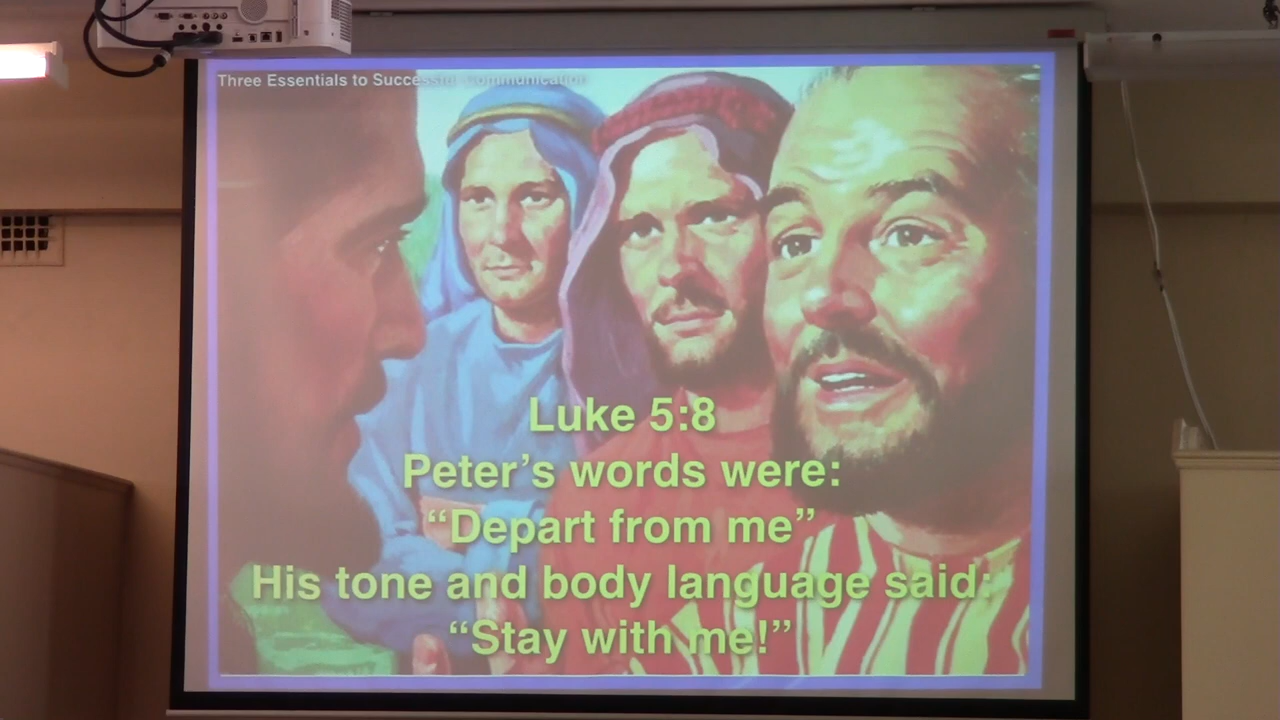 Three Essentials to Successful Communication
Luke 5:8
Peter’s words were:
“Depart from me”
His tone and body language said:
“Stay with me!”